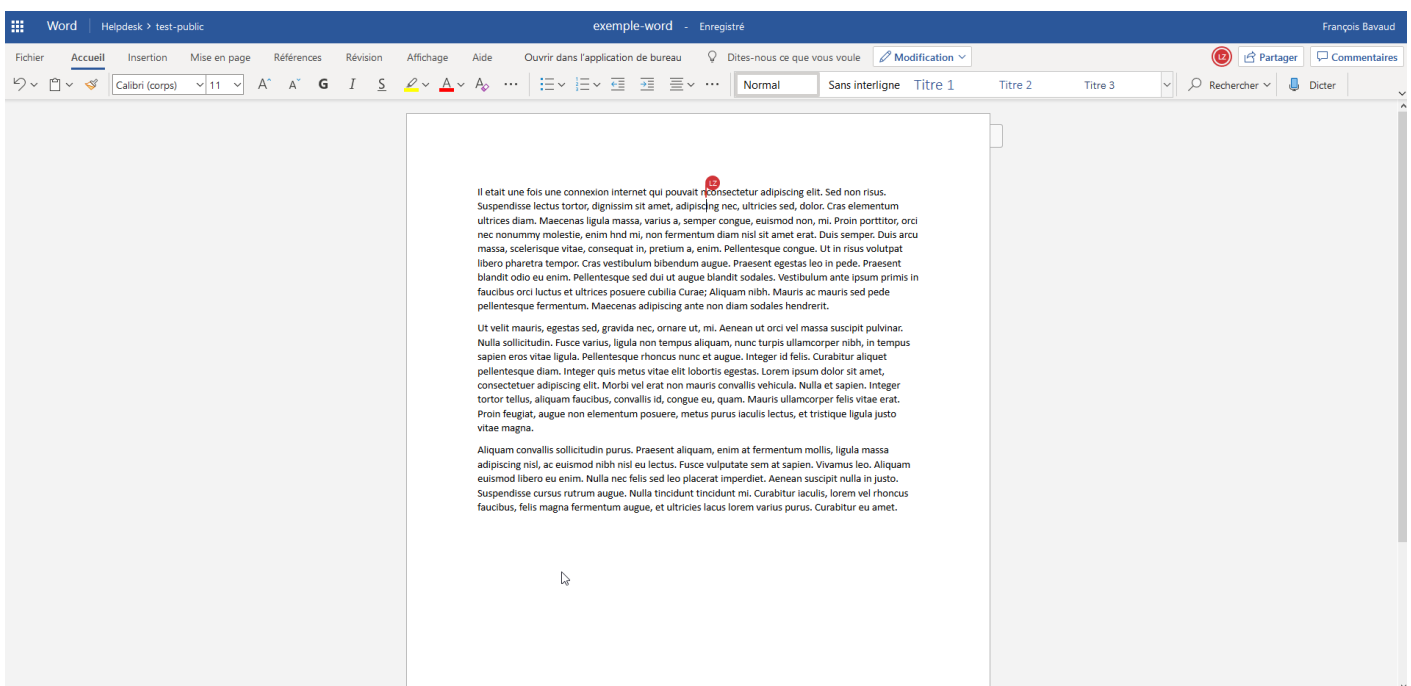 Word Helpdesk > test-public exemple-word - Enregistré François Bavaud
Fichier Accueil Insertion Mise en page Références Révision Affichage Aide Ouvrir dans l'application de bureau Dites-nous ce que vous voule Modification LZ Partager Commentaires
Calibri (corps) 11 A A G I S A A ... ... Normal Sans interligne Titre 1 Titre 2 Titre 3 Rechercher Dicter
LZ
Il etait une fois une connexion internet qui pouvait nconsectetur adipiscing elit. Sed non risus.
Suspendisse lectus tortor, dignissim sit amet, adipiscing nec, ultricies sed, dolor. Cras elementum
ultrices diam. Maecenas ligula massa, varius a, semper congue, euismod non, mi. Proin porttitor, orci
nec nonummy molestie, enim hnd mi, non fermentum diam nisl sit amet erat. Duis semper. Duis arcu
massa, scelerisque vitae, consequat in, pretium a, enim. Pellentesque congue. Ut in risus volutpat
libero pharetra tempor. Cras vestibulum bibendum augue. Praesent egestas leo in pede. Praesent
blandit odio eu enim. Pellentesque sed dui ut augue blandit sodales. Vestibulum ante ipsum primis in
faucibus orci luctus et ultrices posuere cubilia Curae; Aliquam nibh. Mauris ac mauris sed pede
pellentesque fermentum. Maecenas adipiscing ante non diam sodales hendrerit.
Ut velit mauris, egestas sed, gravida nec, ornare ut, mi. Aenean ut orci vel massa suscipit pulvinar.
Nulla sollicitudin. Fusce varius, ligula non tempus aliquam, nunc turpis ullamcorper nibh, in tempus
sapien eros vitae ligula. Pellentesque rhoncus nunc et augue. Integer id felis. Curabitur aliquet
pellentesque diam. Integer quis metus vitae elit lobortis egestas. Lorem ipsum dolor sit amet,
consectetuer adipiscing elit. Morbi vel erat non mauris convallis vehicula. Nulla et sapien. Integer
tortor tellus, aliquam faucibus, convallis id, congue eu, quam. Mauris ullamcorper felis vitae erat.
Proin feugiat, augue non elementum posuere, metus purus iaculis lectus, et tristique ligula justo
vitae magna.
Aliquam convallis sollicitudin purus. Praesent aliquam, enim at fermentum mollis, ligula massa
adipiscing nisl, ac euismod nibh nisl eu lectus. Fusce vulputate sem at sapien. Vivamus leo. Aliquam
euismod libero eu enim. Nulla nec felis sed leo placerat imperdiet. Aenean suscipit nulla in justo.
Suspendisse cursus rutrum augue. Nulla tincidunt tincidunt mi. Curabitur iaculis, lorem vel rhoncus
faucibus, felis magna fermentum augue, et ultricies lacus lorem varius purus. Curabitur eu amet.